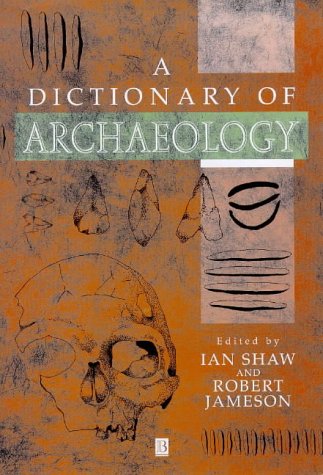 A
DICTIONARY OF
ARCHAEOLOGY
Edited by
IAN SHAW
AND
ROBERT
JAMESON
B